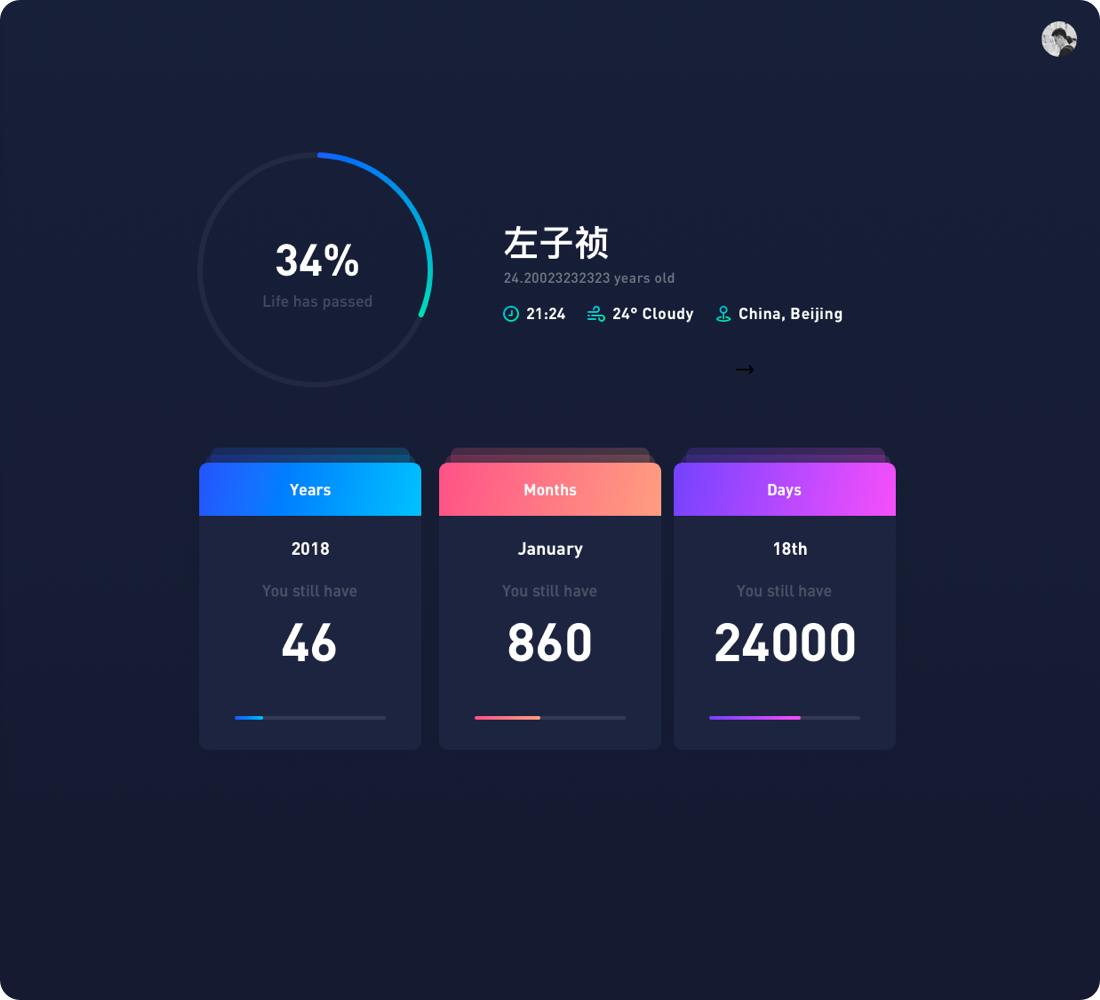 34%
Life has passed
左子祯
24.20023232323 years old
21:24 24° Cloudy China, Beijing
Years
2018
You still have
46
Months
January
You still have
860
Days
18th
You still have
24000